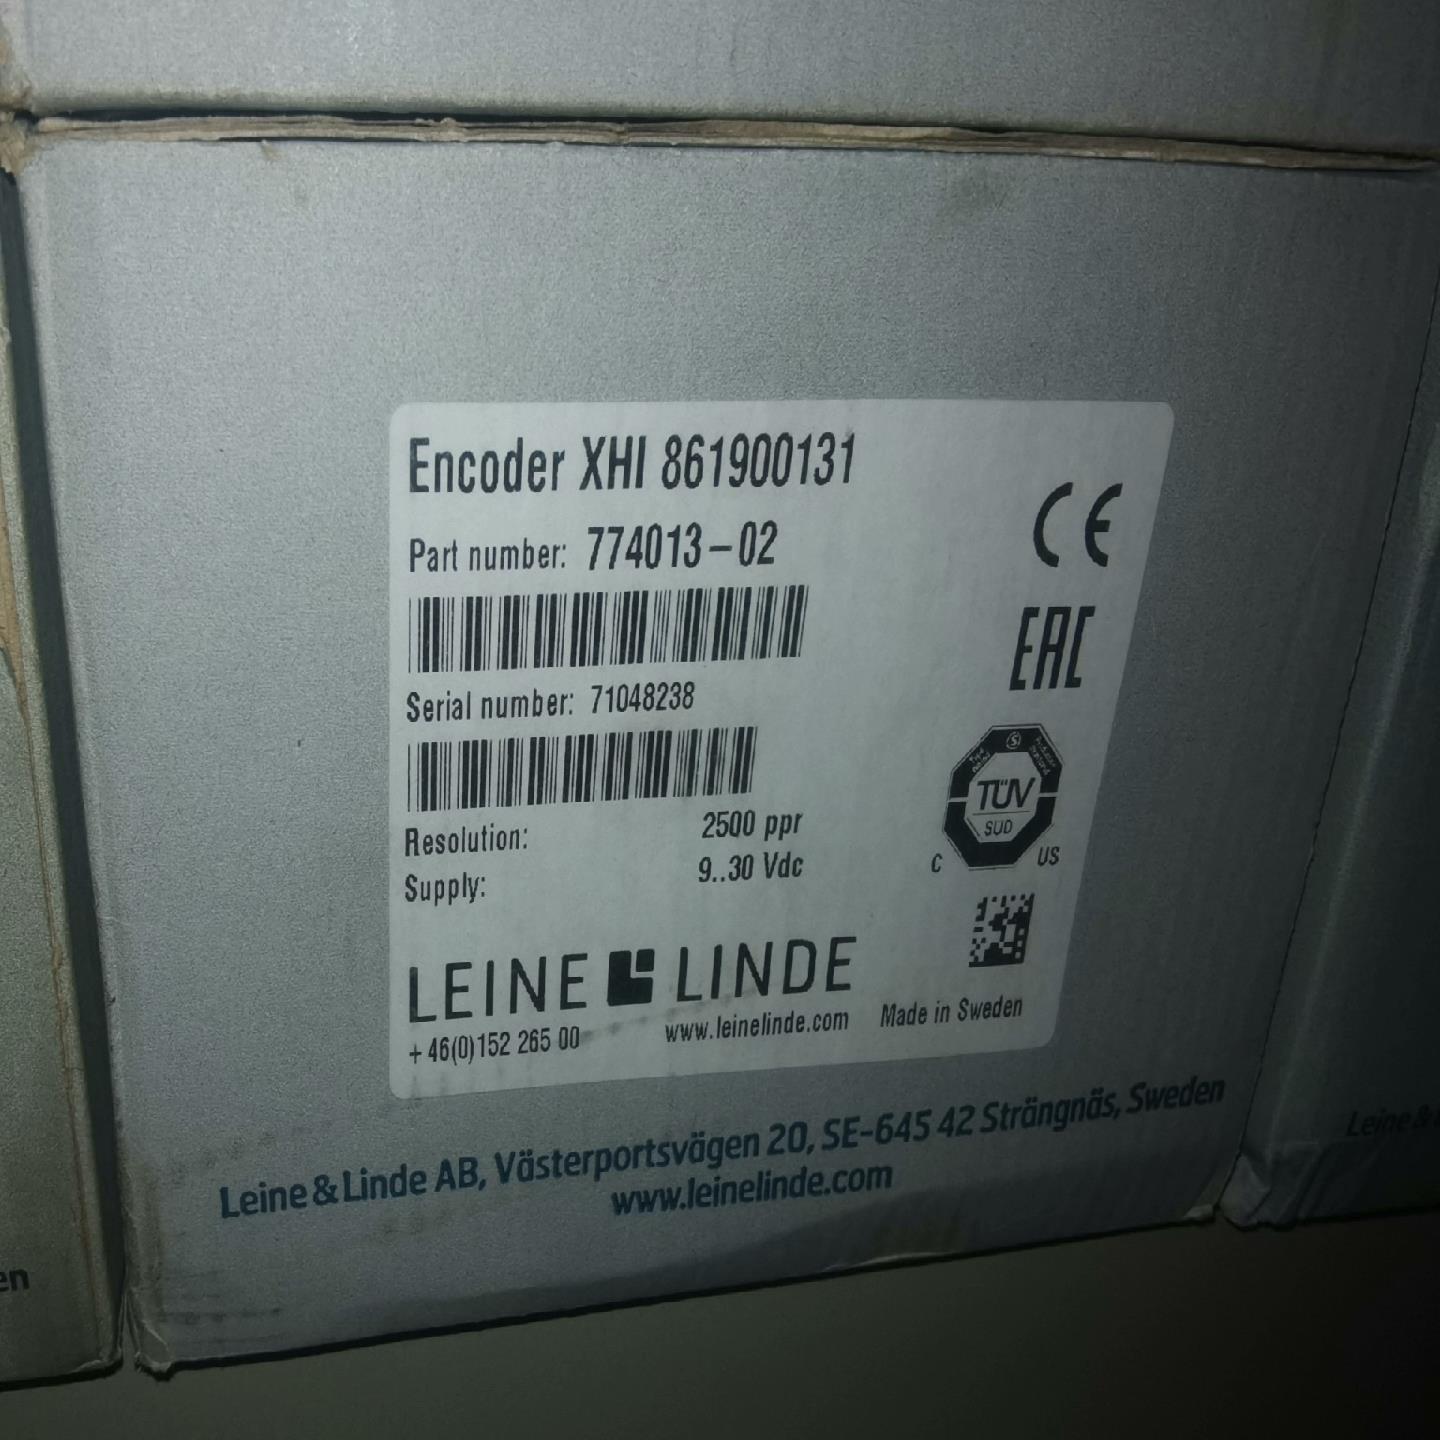 Encoder XHI 861900131
Part number: 774013-02
Serial number: 71048238
Resolution: 2500 ppr
Supply: 9..30 Vdc
CE
EAC
TÜV
SÜD
C US
LEINE LINDE
+46(0)152 265 00 www.leinelinde.com Made in Sweden
Leine & Linde AB, Västerportsvägen 20, SE-645 42 Strängnäs, Sweden
www.leinelinde.com
en
Leine &